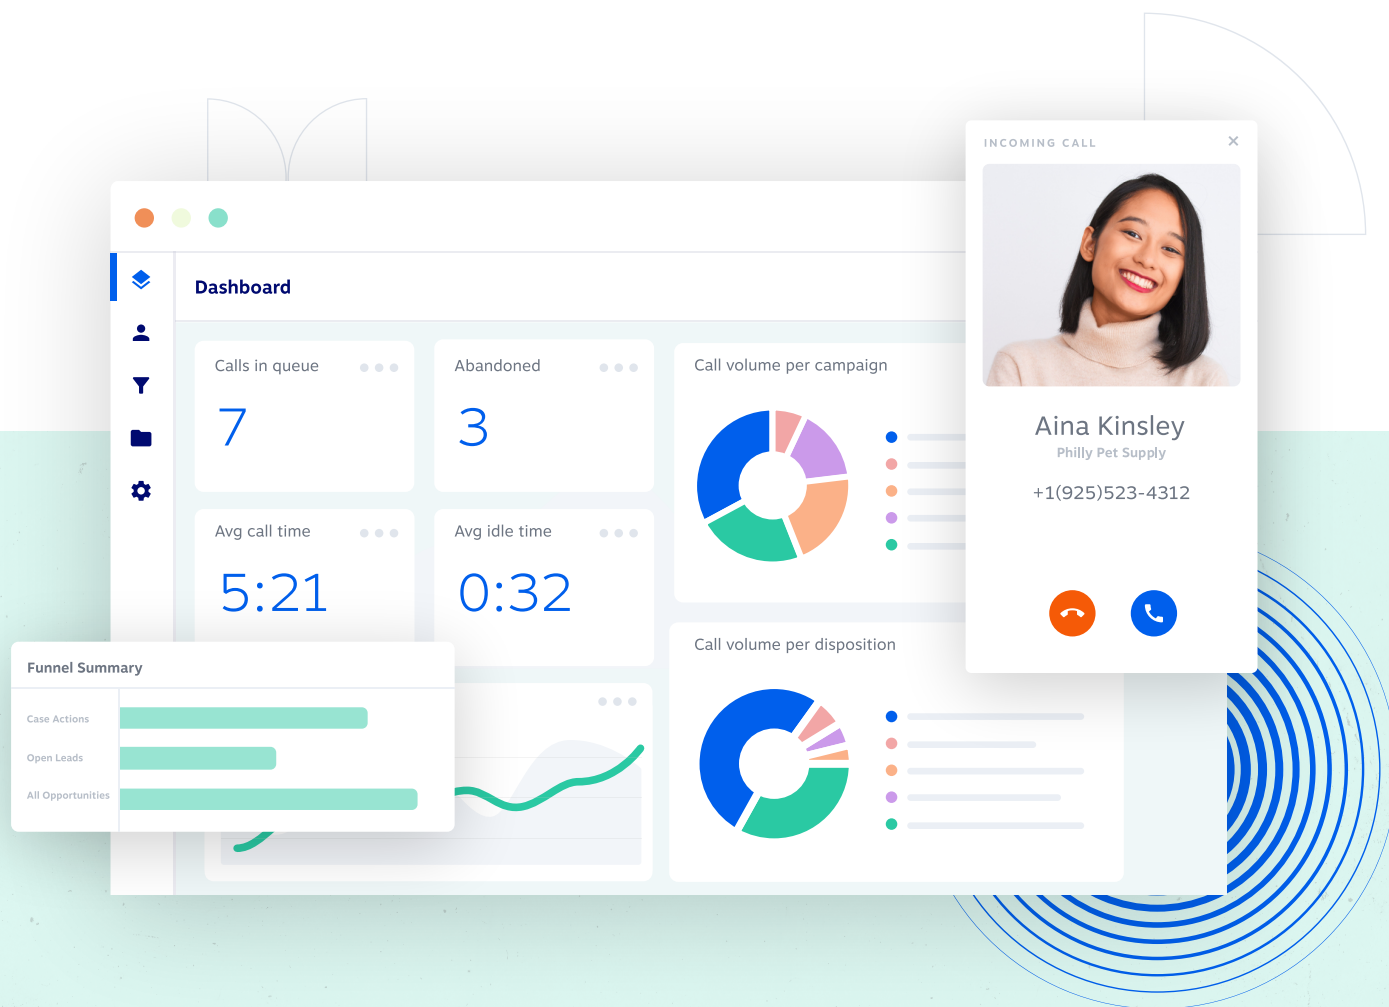 INCOMING CALL
Dashboard
Calls in queue
7
Abandoned
3
Call volume per campaign
Avg call time
5:21
Avg idle time
0:32
Call volume per disposition
Aina Kinsley
Philly Pet Supply
+1(925)523-4312
Funnel Summary
Case Actions
Open Leads
All Opportunities